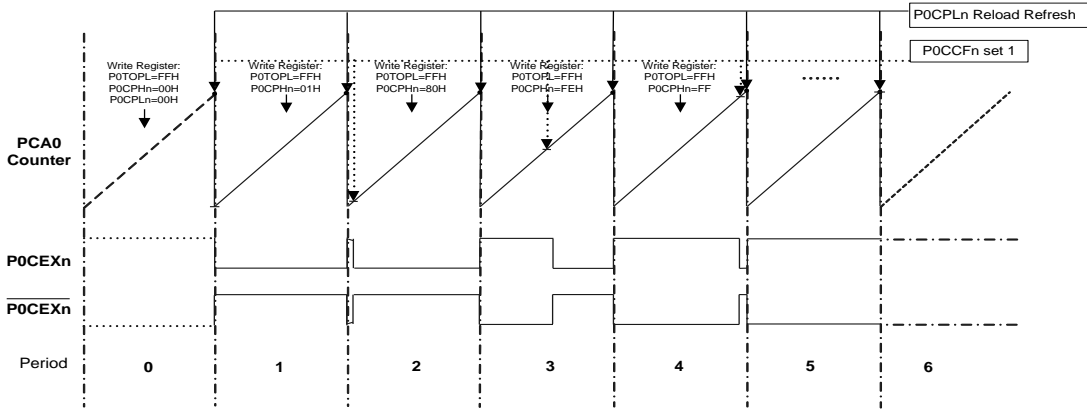 P0CPLn Reload Refresh
P0CCFn set 1
Write Register:
P0TOPL=FFH
P0CPHn=00H
P0CPLn=00H
Write Register:
P0TOPL=FFH
P0CPHn=01H
Write Register:
P0TOPL=FFH
P0CPHn=80H
Write Register:
P0TOPL=FFH
P0CPHn=FEH
Write Register:
P0TOPL=FFH
P0CPHn=FF
PCA0
Counter
P0CEXn
P0CEXn
Period 0 1 2 3 4 5 6